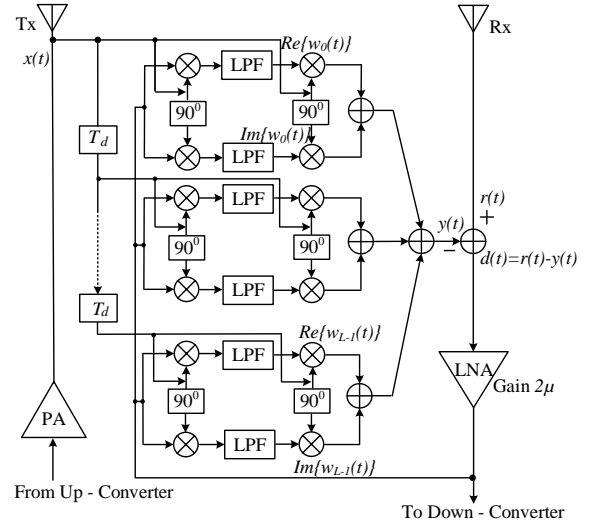 Tx
Rx
x(t)
Re{w0(t)}
LPF
90⁰
90⁰
Im{w0(t)}
LPF
Td
LPF
90⁰
90⁰
LPF
r(t)
+
y(t)
−
d(t)=r(t)-y(t)
Td
Re{wL-1(t)}
LPF
90⁰
90⁰
LPF
Im{wL-1(t)}
LNA
Gain 2μ
PA
From Up - Converter
To Down - Converter